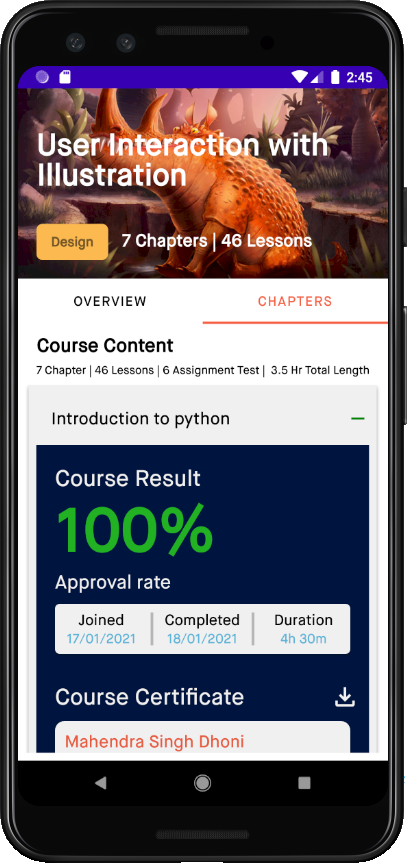 2:45
User Interaction with
Illustration
Design
7 Chapters | 46 Lessons
OVERVIEW
CHAPTERS
Course Content
7 Chapter | 46 Lessons | 6 Assignment Test | 3.5 Hr Total Length
Introduction to python
Course Result
100%
Approval rate
Joined
Completed
Duration
17/01/2021
18/01/2021
4h 30m
Course Certificate
Mahendra Singh Dhoni